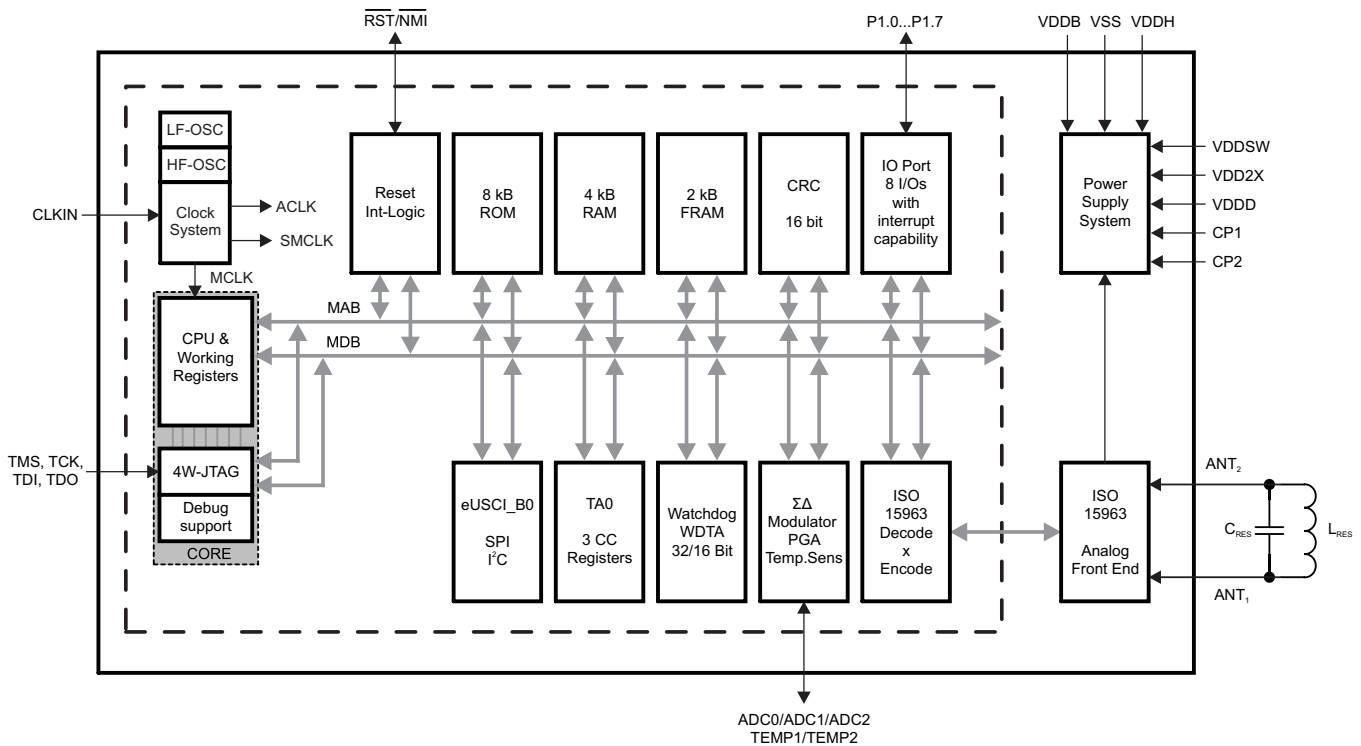 RST/NMI
P1.0...P1.7
VDDB VSS VDDH
LF-OSC
HF-OSC
Clock
System
CLKIN
ACLK
SMCLK
MCLK
Reset
Int-Logic
8 kB
ROM
4 kB
RAM
2 kB
FRAM
CRC
16 bit
IO Port
8 I/Os
with
interrupt
capability
Power
Supply
System
VDDSW
VDD2X
VDDD
CP1
CP2
MAB
MDB
CPU &
Working
Registers
TMS, TCK,
TDI, TDO
4W-JTAG
Debug
support
CORE
eUSCI_B0
SPI
I²C
TA0
3 CC
Registers
Watchdog
WDTA
32/16 Bit
ΣΔ
Modulator
PGA
Temp.Sens
ISO
15963
Decode
x
Encode
ISO
15963
Analog
Front End
ANT₂
C_RES
L_RES
ANT₁
ADC0/ADC1/ADC2
TEMP1/TEMP2